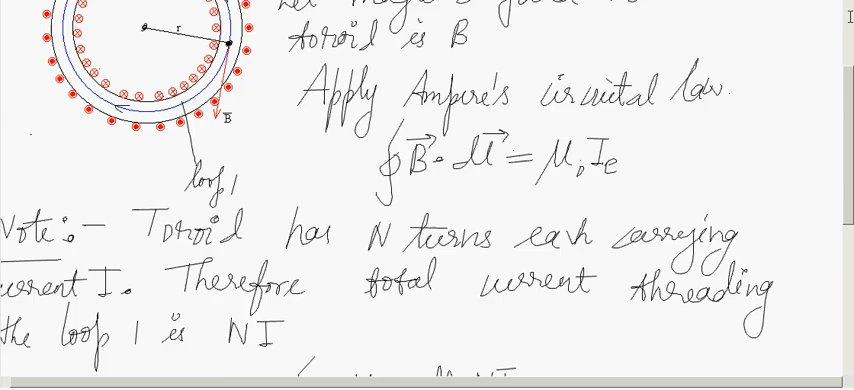 toroid is B
r
Apply Ampire's circuital law.
B
∮B⃗·dl⃗ = μ₀Ie
loop 1
Note:- Toroid has N turns each carrying
current I. Therefore total current threading
the loop 1 is NI